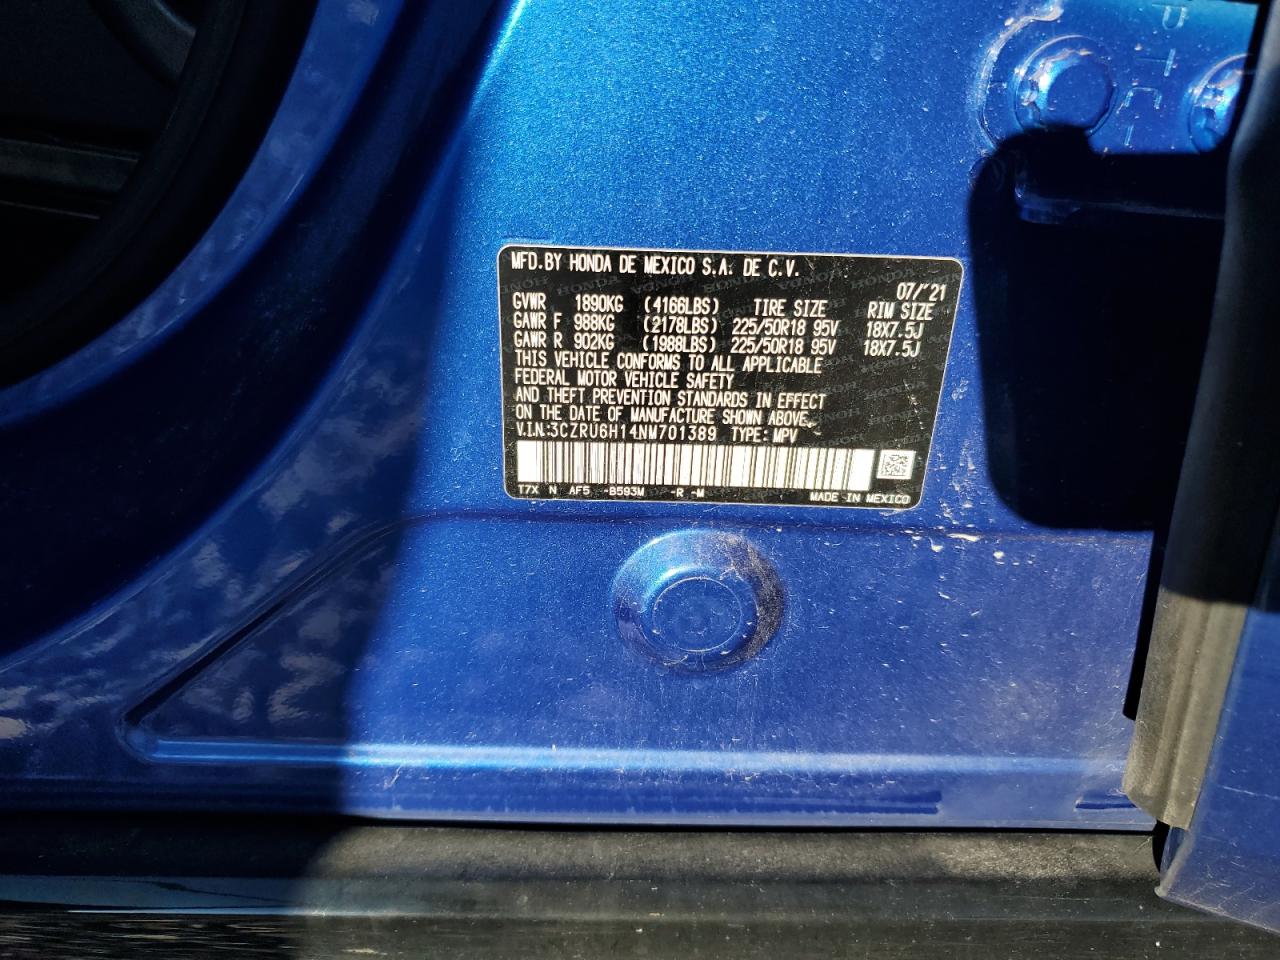 MFD. BY HONDA DE MEXICO S.A. DE C.V.
07/'21
GVWR 1890KG (4166LBS) TIRE SIZE RIM SIZE
GAWR F 988KG (2178LBS) 225/50R18 95V 18X7.5J
GAWR R 902KG (1988LBS) 225/50R18 95V 18X7.5J
THIS VEHICLE CONFORMS TO ALL APPLICABLE
FEDERAL MOTOR VEHICLE SAFETY
AND THEFT PREVENTION STANDARDS IN EFFECT
ON THE DATE OF MANUFACTURE SHOWN ABOVE.
V.I.N:3CZRU6H14NM701389 TYPE: MPV
T7X N AF5 -B593M -R -M MADE IN MEXICO